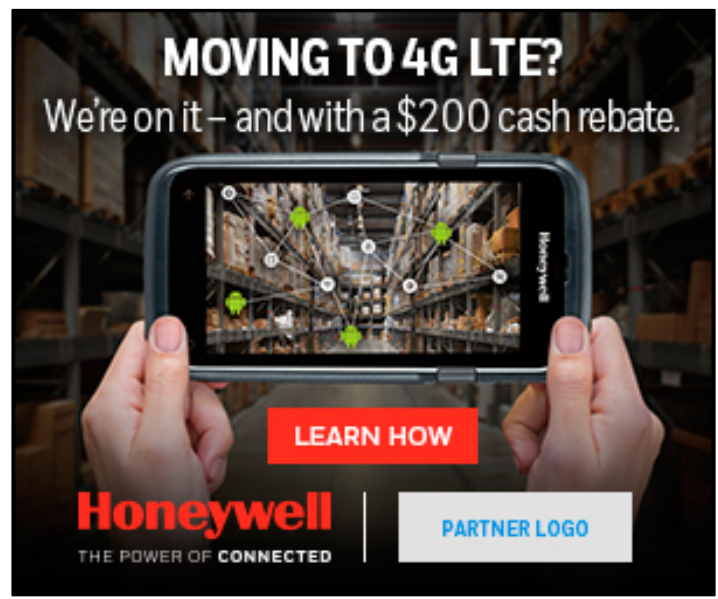 MOVING TO 4G LTE?
We're on it – and with a $200 cash rebate.
Honeywell
LEARN HOW
Honeywell
THE POWER OF CONNECTED
PARTNER LOGO